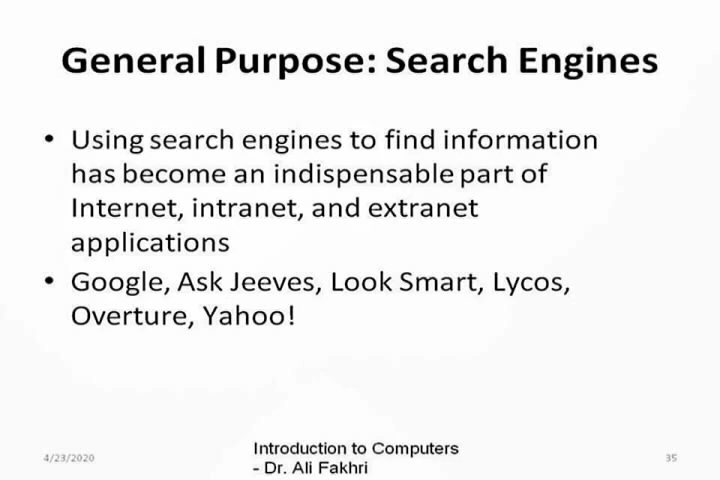 General Purpose: Search Engines
• Using search engines to find information
has become an indispensable part of
Internet, intranet, and extranet
applications
• Google, Ask Jeeves, Look Smart, Lycos,
Overture, Yahoo!
4/23/2020
Introduction to Computers
- Dr. Ali Fakhri
35